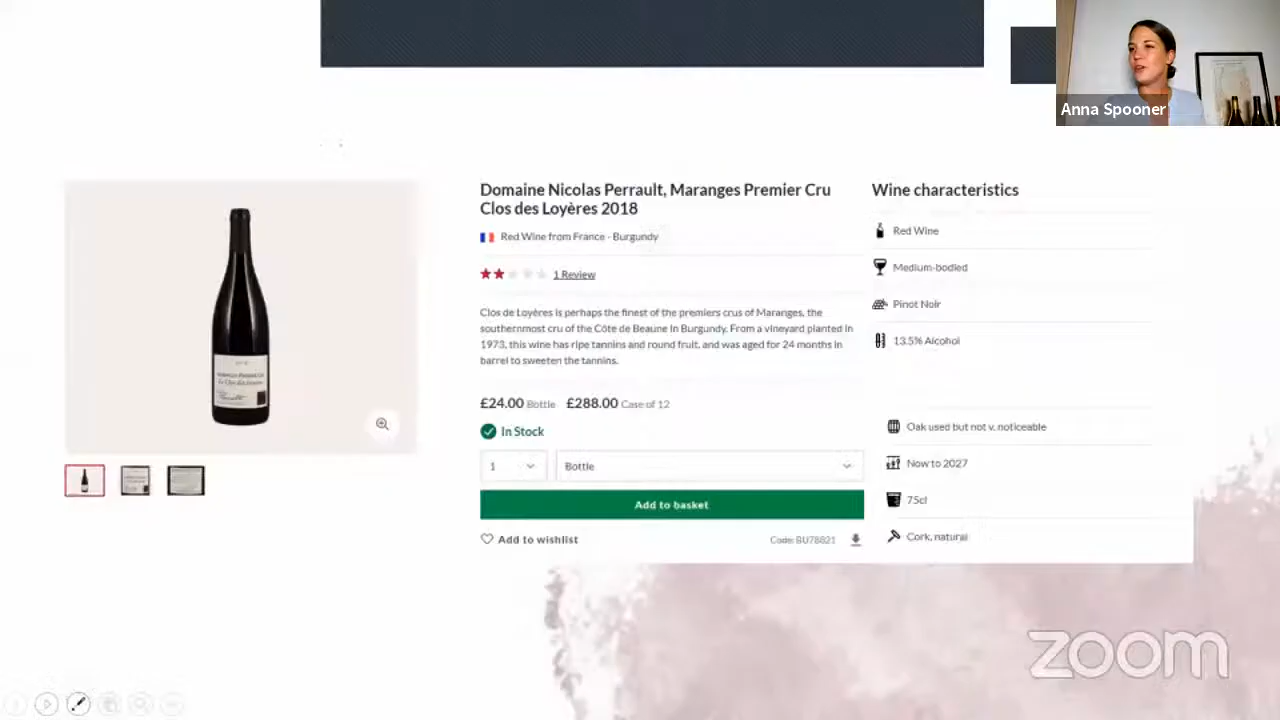 Anna Spooner
Domaine Nicolas Perrault, Maranges Premier Cru
Clos des Loyères 2018
Red Wine from France - Burgundy
1 Review
Clos de Loyères is perhaps the finest of the premiers crus of Maranges, the
southernmost cru of the Côte de Beaune in Burgundy. From a vineyard planted in
1973, this wine has ripe tannins and round fruit, and was aged for 24 months in
barrel to sweeten the tannins.
£24.00 Bottle £288.00 Case of 12
In Stock
1
Bottle
Add to basket
Add to wishlist
Code: BU78821
Wine characteristics
Red Wine
Medium-bodied
Pinot Noir
13.5% Alcohol
Oak used but not v. noticeable
Now to 2027
75cl
Cork, natural
zoom